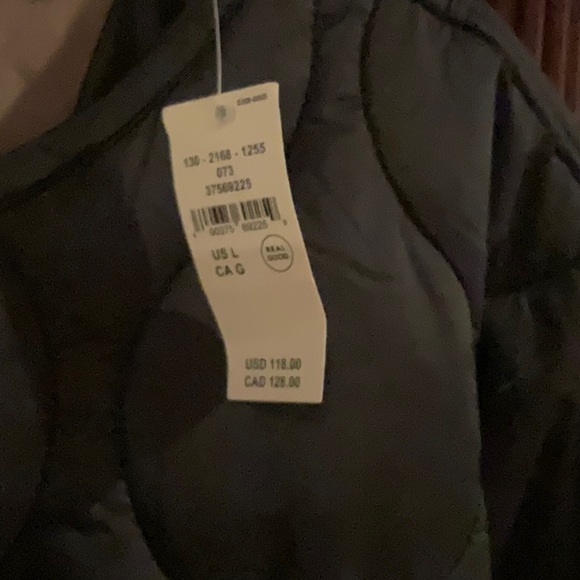 130 - 2168 - 1255
073
37569225
US L
CA G
REAL
GOOD
USD 118.00
CAD 128.00